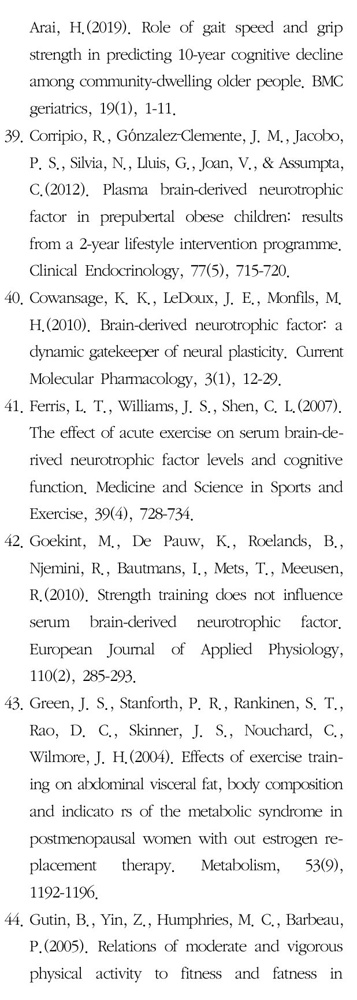 Arai, H.(2019). Role of gait speed and grip
strength in predicting 10-year cognitive decline
among community-dwelling older people. BMC
geriatrics, 19(1), 1-11.
39. Corripio, R., Gónzalez-Clemente, J. M., Jacobo,
P. S., Silvia, N., Lluis, G., Joan, V., & Assumpta,
C.(2012). Plasma brain-derived neurotrophic
factor in prepubertal obese children: results
from a 2-year lifestyle intervention programme.
Clinical Endocrinology, 77(5), 715-720.
40. Cowansage, K. K., LeDoux, J. E., Monfils, M.
H.(2010). Brain-derived neurotrophic factor: a
dynamic gatekeeper of neural plasticity. Current
Molecular Pharmacology, 3(1), 12-29.
41. Ferris, L. T., Williams, J. S., Shen, C. L.(2007).
The effect of acute exercise on serum brain-de-
rived neurotrophic factor levels and cognitive
function. Medicine and Science in Sports and
Exercise, 39(4), 728-734.
42. Goekint, M., De Pauw, K., Roelands, B.,
Njemini, R., Bautmans, I., Mets, T., Meeusen,
R.(2010). Strength training does not influence
serum brain-derived neurotrophic factor.
European Journal of Applied Physiology,
110(2), 285-293.
43. Green, J. S., Stanforth, P. R., Rankinen, S. T.,
Rao, D. C., Skinner, J. S., Nouchard, C.,
Wilmore, J. H.(2004). Effects of exercise train-
ing on abdominal visceral fat, body composition
and indicato rs of the metabolic syndrome in
postmenopausal women with out estrogen re-
placement therapy. Metabolism, 53(9),
1192-1196.
44. Gutin, B., Yin, Z., Humphries, M. C., Barbeau,
P.(2005). Relations of moderate and vigorous
physical activity to fitness and fatness in